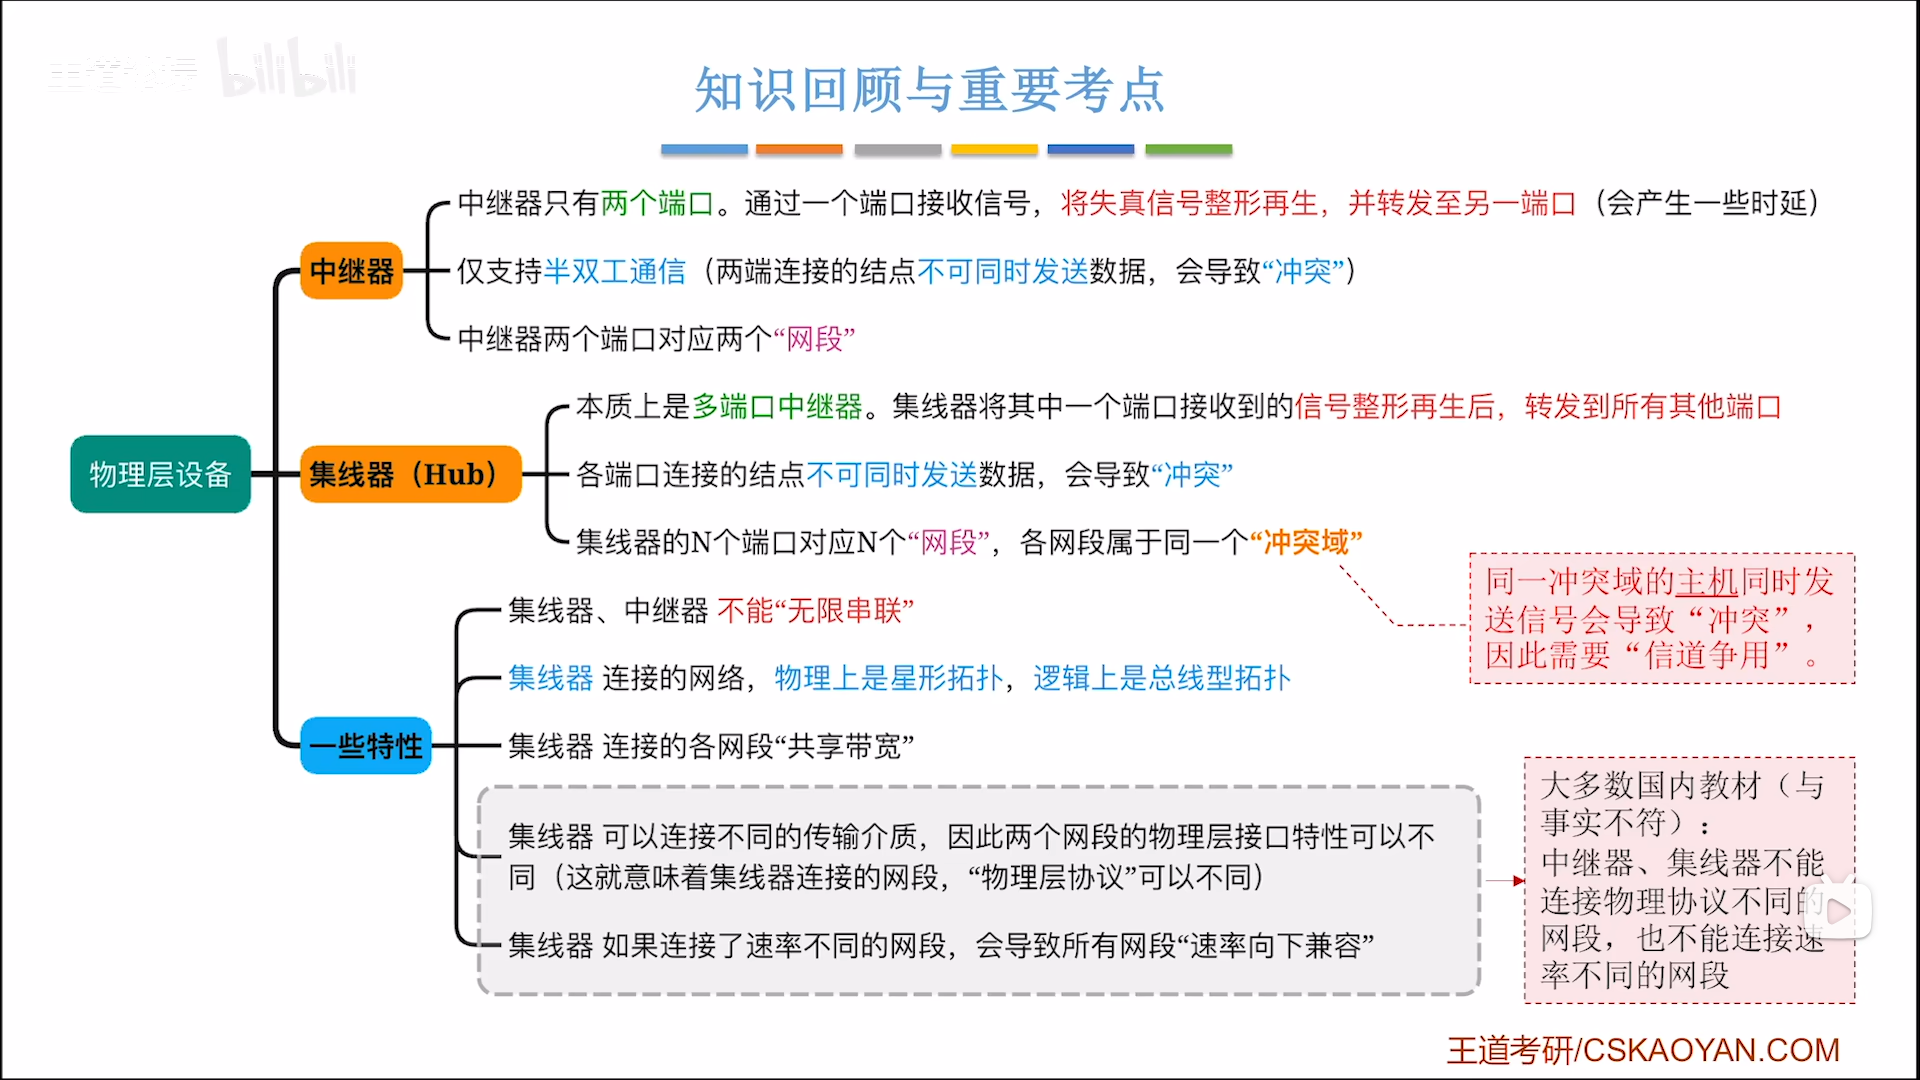 王道论坛 bilibili
知识回顾与重要考点
中继器只有两个端口。通过一个端口接收信号，将失真信号整形再生，并转发至另一端口（会产生一些时延）
中继器
仅支持半双工通信（两端连接的结点不可同时发送数据，会导致“冲突”）
中继器两个端口对应两个“网段”
本质上是多端口中继器。集线器将其中一个端口接收到的信号整形再生后，转发到所有其他端口
物理层设备
集线器（Hub）
各端口连接的结点不可同时发送数据，会导致“冲突”
集线器的N个端口对应N个“网段”，各网段属于同一个“冲突域”
同一冲突域的主机同时发
送信号会导致“冲突”，
因此需要“信道争用”。
集线器、中继器 不能“无限串联”
集线器 连接的网络，物理上是星形拓扑，逻辑上是总线型拓扑
一些特性
集线器 连接的各网段“共享带宽”
集线器 可以连接不同的传输介质，因此两个网段的物理层接口特性可以不
同（这就意味着集线器连接的网段，“物理层协议”可以不同）
集线器 如果连接了速率不同的网段，会导致所有网段“速率向下兼容”
大多数国内教材（与
事实不符）：
中继器、集线器不能
连接物理协议不同的
网段，也不能连接速
率不同的网段
王道考研/CSKAOYAN.COM